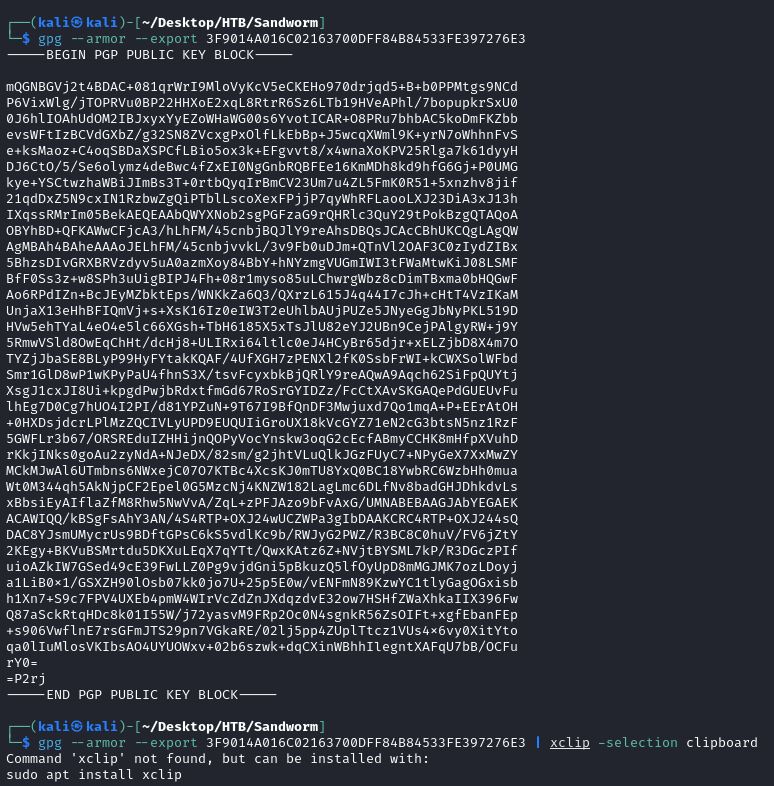 ┌──(kali㉿kali)-[~/Desktop/HTB/Sandworm]
└─$ gpg --armor --export 3F9014A016C02163700DFF84B84533FE397276E3
-----BEGIN PGP PUBLIC KEY BLOCK-----

mQGNBGVj2t4BDAC+081qrWrI9MloVyKcV5eCKEHo970drjqd5+B+b0PPMtgs9NCd
P6VixWlg/jTOPRVu0BP22HHXoE2xqL8RtrR6Sz6LTb19HVeAPhl/7bopupkrSxU0
0J6hlIOAhUdOM2IBJxyxYyEZoWHaWG00s6YvotICAR+O8PRu7bhbAC5koDmFKZbb
evsWFtIzBCVdGXbZ/g32SN8ZVcxgPxOlfLkEbBp+J5wcqXWml9K+yrN7oWhhnFvS
e+ksMaoz+C4oqSBDaXSPCfLBio5ox3k+EFgvvt8/x4wnaXoKPV25Rlga7k61dyyH
DJ6CtO/5/Se6olymz4deBwc4fZxEI0NgGnbRQBFEe16KmMDh8kd9hfG6Gj+P0UMG
kye+YSCtwzhaWBiJImBs3T+0rtbQyqIrBmCV23Um7u4ZL5FmK0R51+5xnzhv8jif
21qdDxZ5N9cxIN1RzbwZgQiPTblLscoXexFPjjP7qyWhRFLaooLXJ23DiA3xJ13h
IXqssRMrIm05BekAEQEAAbQWYXNob2sgPGFzaG9rQHRlc3QuY29tPokBzgQTAQoA
OBYhBD+QFKAWwCFjcA3/hLhFM/45cnbjBQJlY9reAhsDBQsJCAcCBhUKCQgLAgQW
AgMBAh4BAheAAAoJELhFM/45cnbjvvkL/3v9Fb0uDJm+QTnVl2OAF3C0zIydZIBx
5BhzsDIvGRXBRVzdyv5uA0azmXoy84BbY+hNYzmgVUGmIWI3tFWaMtwKiJ08LSMF
BfF0Ss3z+w8SPh3uUigBIPJ4Fh+08r1myso85uLChwrgWbz8cDimTBxma0bHQGwF
Ao6RPdIZn+BcJEyMZbktEps/WNKkZa6Q3/QXrzL615J4q44I7cJh+cHtT4VzIKaM
UnjaX13eHhBFIQmVj+s+XsK16Iz0eIW3T2eUhlbAUjPUZe5JNyeGgJbNyPKL519D
HVw5ehTYaL4eO4e5lc66XGsh+TbH6185X5xTsJlU82eYJ2UBn9CejPAlgyRW+j9Y
5RmwVSld8OwEqChHt/dcHj8+ULIRxi64ltlc0eJ4HCyBr65djr+xELZjbD8X4m7O
TYZjJbaSE8BLyP99HyFYtakKQAF/4UfXGH7zPENXl2fK0SsbFrWI+kCWXSolWFbd
Smr1GlD8wP1wKPyPaU4fhnS3X/tsvFcyxbkBjQRlY9reAQwA9Aqch62SiFpQUYtj
XsgJ1cxJI8Ui+kpgdPwjbRdxtfmGd67RoSrGYIDZz/FcCtXAvSKGAQePdGUEUvFu
lhEg7D0Cg7hUO4I2PI/d81YPZuN+9T67I9BfQnDF3Mwjuxd7Qo1mqA+P+EErAtOH
+0HXDsjdcrLPlMzZQCIVLyUPD9EUQUIiGroUX18kVcGYZ71eN2cG3btsN5nz1RzF
5GWFLr3b67/ORSREduIZHHijnQOPyVocYnskw3oqG2cEcfABmyCCHK8mHfpXVuhD
rKkjINks0goAu2zyNdA+NJeDX/82sm/g2jhtVLuQlkJGzFUyC7+NPyGeX7XxMwZY
MCkMJwAl6UTmbns6NWxejC07O7KTBc4XcsKJ0mTU8YxQ0BC18YwbRC6WzbHh0mua
Wt0M344qh5AkNjpCF2Epel0G5MzcNj4KNZW182LagLmc6DLfNv8badGHJDhkdvLs
xBbsiEyAIflaZfM8Rhw5NwVvA/ZqL+zPFJAzo9bFvAxG/UMNABEBAAGJAbYEGAEK
ACAWIQQ/kBSgFsAhY3AN/4S4RTP+OXJ24wUCZWPa3gIbDAAKCRC4RTP+OXJ244sQ
DAC8YJsmUMycrUs9BDftGPsC6kS5vdlKc9b/RWJyG2PWZ/R3BC8C0huV/FV6jZtY
2KEgy+BKVuBSMrtdu5DKXuLEqX7qYTt/QwxKAtz6Z+NVjtBYSML7kP/R3DGczPIf
uioAZkIW7GSed49cE39FwLLZ0Pg9vjdGni5pBkuzQ5lfOyUpD8mMGJMK7ozLDoyj
a1LiB0×1/GSXZH90lOsb07kk0jo7U+25p5E0w/vENFmN89KzwYC1tlyGagOGxisb
h1Xn7+S9c7FPV4UXEb4pmW4WIrVcZdZnJXdqzdvE32ow7HSHfZWaXhkaIIX396Fw
Q87aSckRtqHDc8k01I55W/j72yasvM9FRp2Oc0N4sgnkR56ZsOIFt+xgfEbanFEp
+s906VwflnE7rsGFmJTS29pn7VGkaRE/02lj5pp4ZUplTtcz1VUs4×6vy0XitYto
qa0lIuMlosVKIbsAO4UYUOWxv+02b6szwk+dqCXinWBhhIlegntXAFqU7bB/OCFu
rY0=
=P2rj
-----END PGP PUBLIC KEY BLOCK-----

┌──(kali㉿kali)-[~/Desktop/HTB/Sandworm]
└─$ gpg --armor --export 3F9014A016C02163700DFF84B84533FE397276E3 | xclip -selection clipboard
Command 'xclip' not found, but can be installed with:
sudo apt install xclip